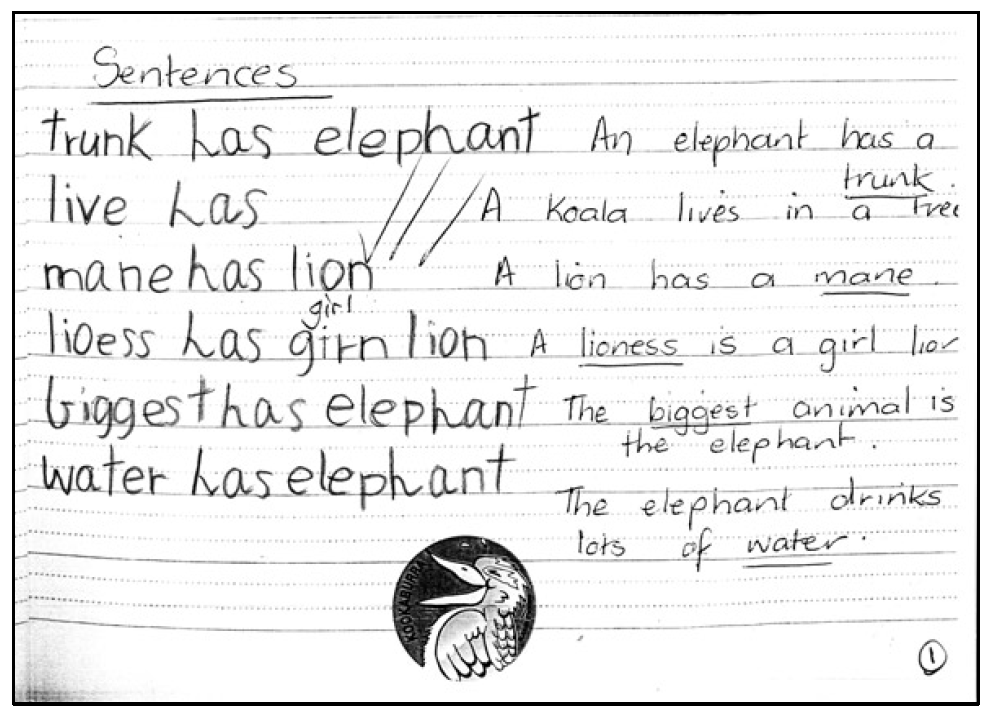 Sentences
trunk has elephant An elephant has a
trunk.
live has A Koala lives in a tree
mane has lion A lion has a mane.
girl
lioess has girn lion A lioness is a girl lion
biggest has elephant The biggest animal is
the elephant.
water has elephant
The elephant drinks
lots of water.
KOOKABURRA
1